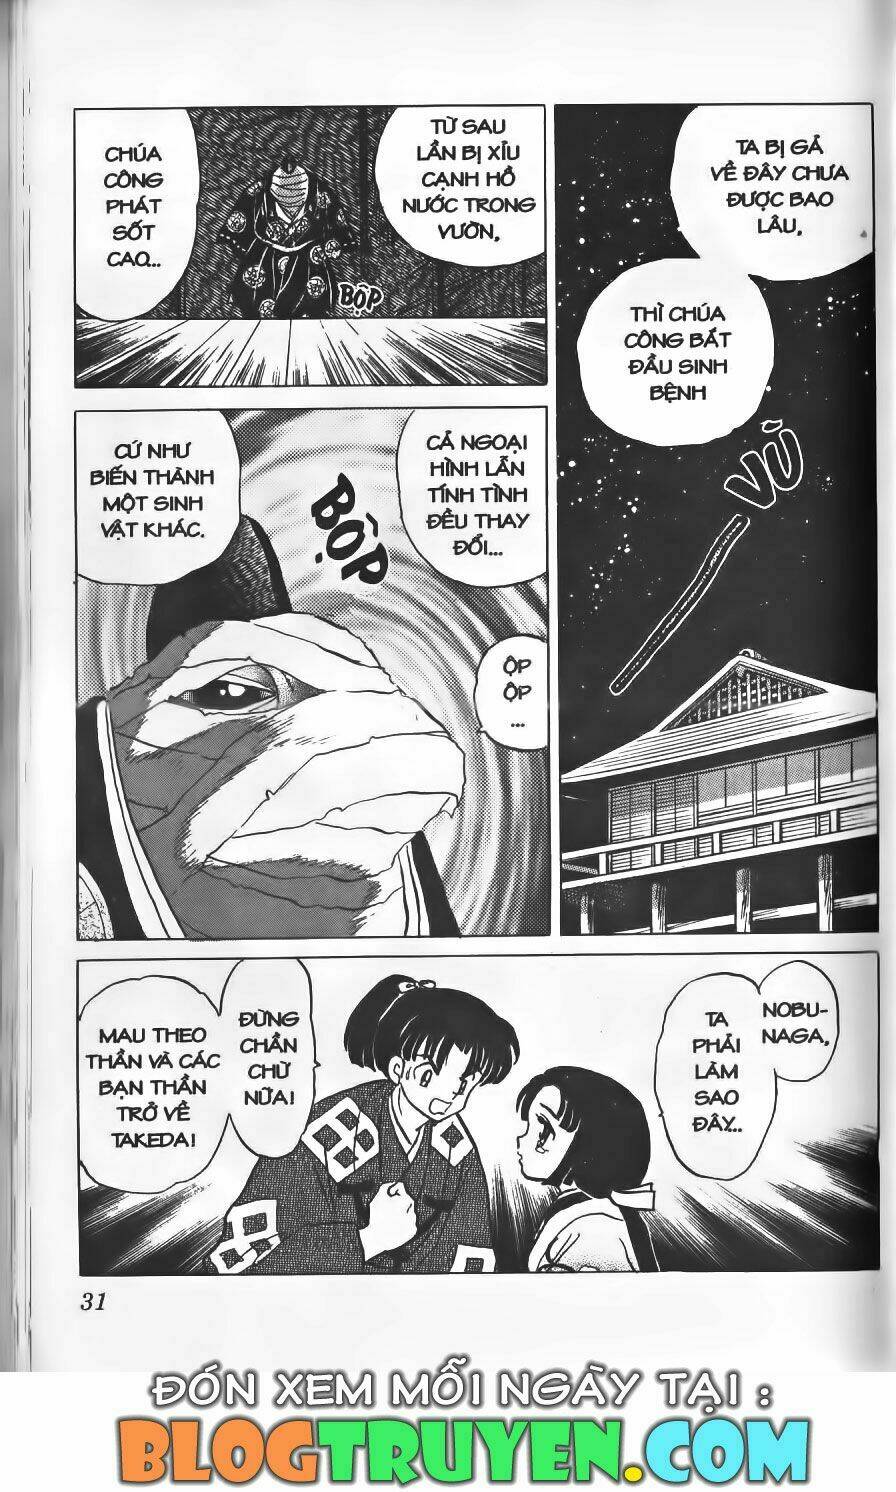 TA BỊ GẢ
VỀ ĐÂY CHƯA
ĐƯỢC BAO
LÂU,
THÌ CHÚA
CÔNG BẮT
ĐẦU SINH
BỆNH
VÙ
TỪ SAU
LẦN BỊ XỈU
CẠNH HỒ
NƯỚC TRONG
VƯỜN,
CHÚA
CÔNG
PHÁT
SỐT
CAO...
BỘP
CẢ NGOẠI
HÌNH LẪN
TÍNH TÌNH
ĐỀU THAY
ĐỔI...
CỨ NHƯ
BIẾN THÀNH
MỘT SINH
VẬT KHÁC.
BỘP
ỘP
ỘP
...
NOBU-
NAGA,
TA
PHẢI
LÀM
SAO
ĐÂY...
ĐỪNG
CHẦN
CHỪ
NỮA!
MAU THEO
THẦN VÀ CÁC
BẠN THẦN
TRỞ VỀ
TAKEDA!
31
ĐÓN XEM MỖI NGÀY TẠI :
BLOGTRUYEN.COM